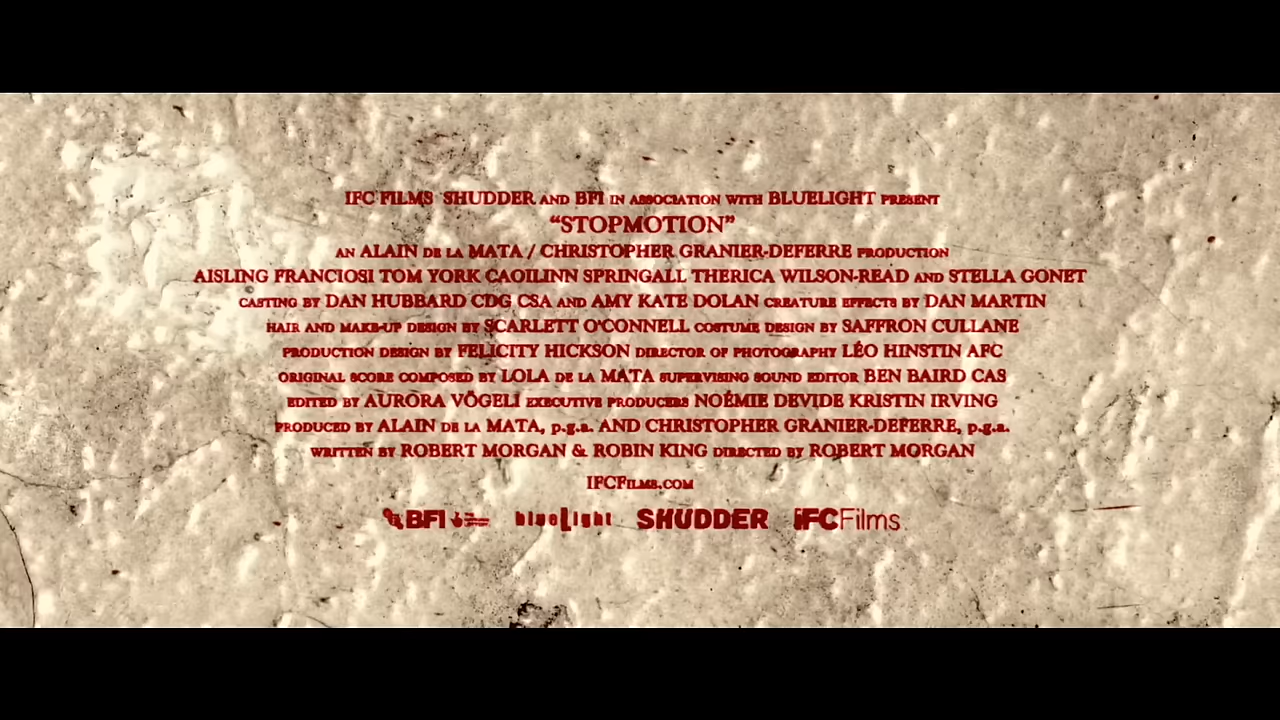 IFC FILMS SHUDDER AND BFI IN ASSOCIATION WITH BLUELIGHT PRESENT
“STOPMOTION”
AN ALAIN DE LA MATA / CHRISTOPHER GRANIER-DEFERRE PRODUCTION
AISLING FRANCIOSI TOM YORK CAOILINN SPRINGALL THERICA WILSON-READ AND STELLA GONET
CASTING BY DAN HUBBARD CDG CSA AND AMY KATE DOLAN CREATURE EFFECTS BY DAN MARTIN
HAIR AND MAKE-UP DESIGN BY SCARLETT O'CONNELL COSTUME DESIGN BY SAFFRON CULLANE
PRODUCTION DESIGN BY FELICITY HICKSON DIRECTOR OF PHOTOGRAPHY LÉO HINSTIN AFC
ORIGINAL SCORE COMPOSED BY LOLA DE LA MATA SUPERVISING SOUND EDITOR BEN BAIRD CAS
EDITED BY AURORA VÖGELI EXECUTIVE PRODUCERS NOÉMIE DEVIDE KRISTIN IRVING
PRODUCED BY ALAIN DE LA MATA, p.g.a. AND CHRISTOPHER GRANIER-DEFERRE, p.g.a.
WRITTEN BY ROBERT MORGAN & ROBIN KING DIRECTED BY ROBERT MORGAN
IFCFILMS.COM
BFI blueLight SHUDDER IFCFilms